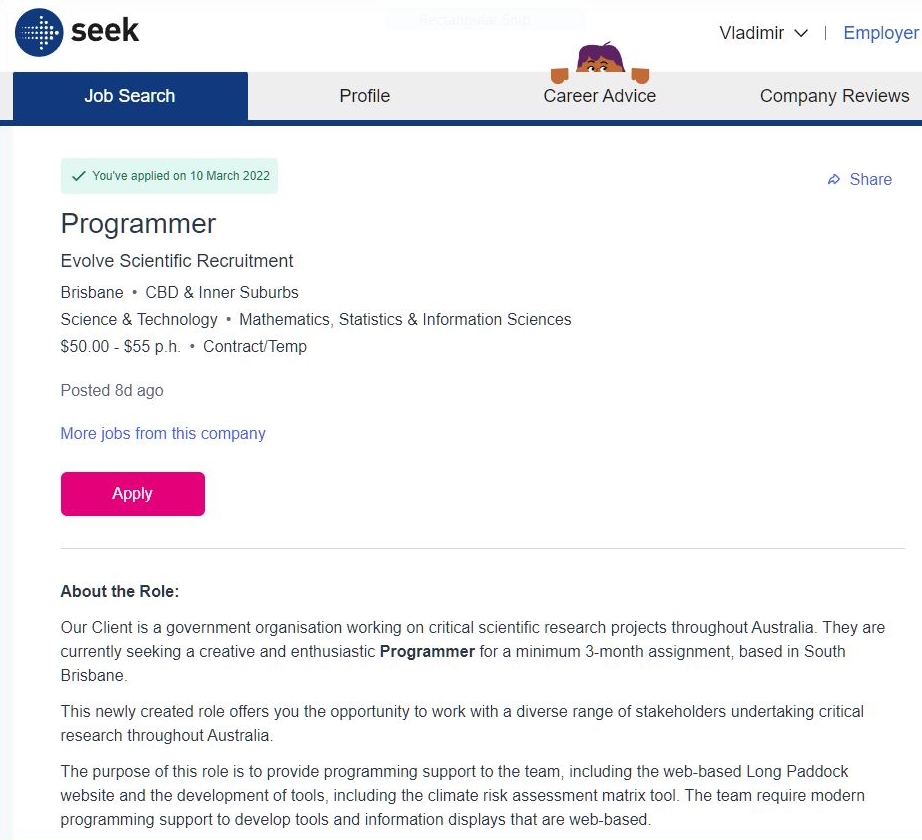 seek
Vladimir
Employer
Job Search
Profile
Career Advice
Company Reviews
You've applied on 10 March 2022
Share
Programmer
Evolve Scientific Recruitment
Brisbane • CBD & Inner Suburbs
Science & Technology • Mathematics, Statistics & Information Sciences
$50.00 - $55 p.h. • Contract/Temp
Posted 8d ago
More jobs from this company
Apply
About the Role:
Our Client is a government organisation working on critical scientific research projects throughout Australia. They are
currently seeking a creative and enthusiastic Programmer for a minimum 3-month assignment, based in South
Brisbane.
This newly created role offers you the opportunity to work with a diverse range of stakeholders undertaking critical
research throughout Australia.
The purpose of this role is to provide programming support to the team, including the web-based Long Paddock
website and the development of tools, including the climate risk assessment matrix tool. The team require modern
programming support to develop tools and information displays that are web-based.